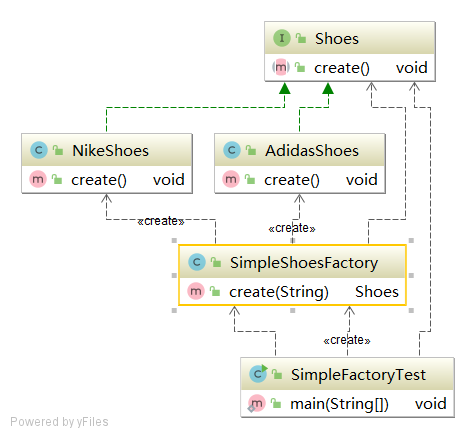 Shoes
create() void
NikeShoes
create() void
AdidasShoes
create() void
«create»
«create»
SimpleShoesFactory
create(String) Shoes
«create»
SimpleFactoryTest
main(String[]) void
Powered by yFiles